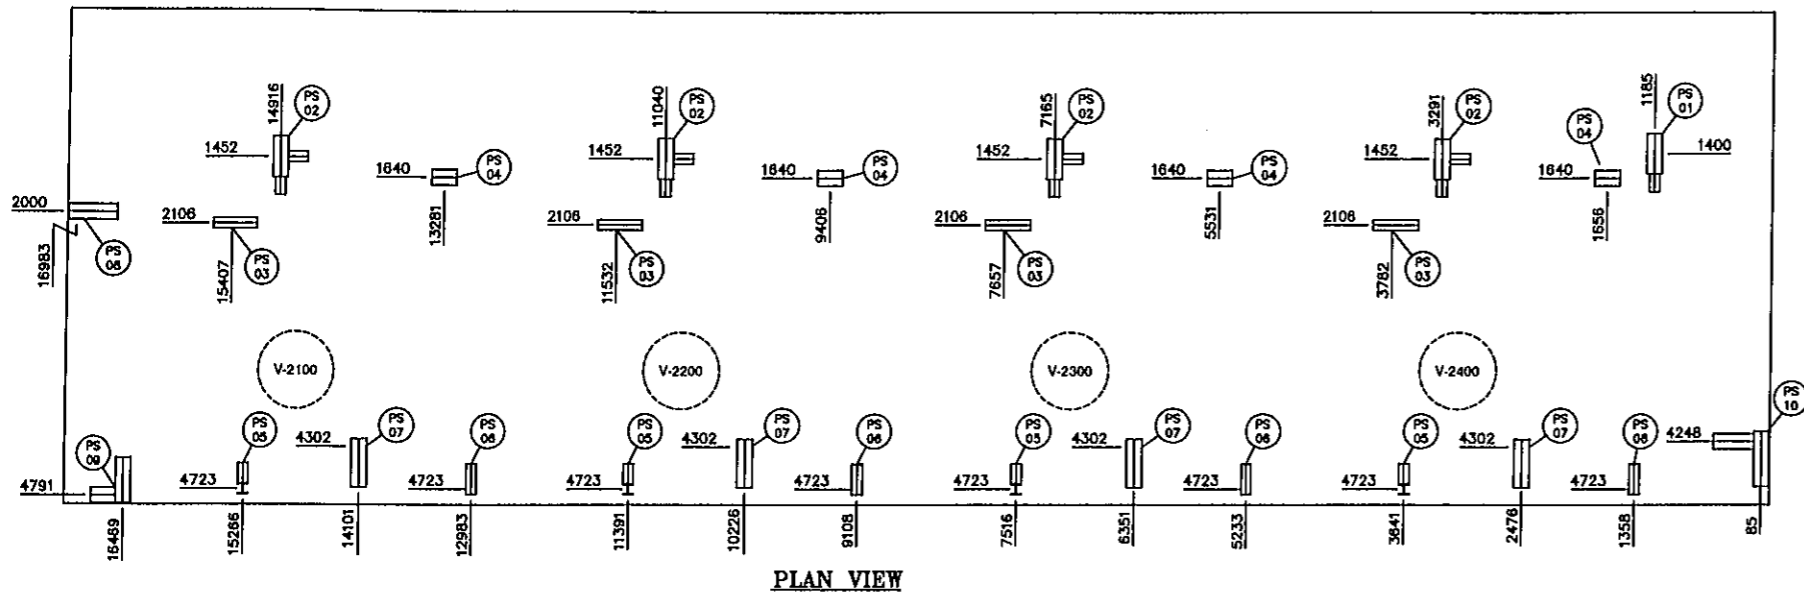 14916
PS
02
11040
PS
02
7165
PS
02
3291
PS
02
1185
PS
01
PS
04
1452
1452
1452
1452
1400
1640
PS
04
1640
PS
04
1640
PS
04
1640
2000
16983
PS
08
2106
15407
PS
03
13281
2106
11532
PS
03
9406
2106
7657
PS
03
5531
2106
3782
PS
03
1656
V-2100
V-2200
V-2300
V-2400
PS
10
PS
09
PS
05
4302
PS
07
PS
06
PS
05
4302
PS
07
PS
06
PS
05
4302
PS
07
PS
06
PS
05
4302
PS
07
PS
06
4248
4791
4723
4723
4723
4723
4723
4723
4723
4723
16489
15266
14101
12983
11391
10226
9108
7516
6351
5233
3641
2476
1358
85
PLAN VIEW